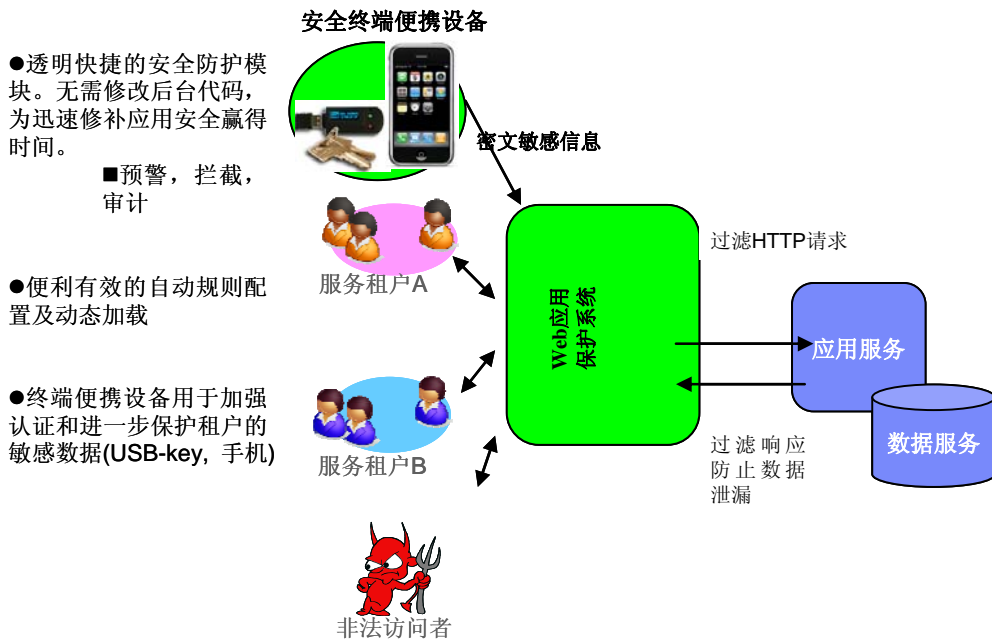 安全终端便携设备
●透明快捷的安全防护模
块。无需修改后台代码，
为迅速修补应用安全赢得
时间。
■预警，拦截，
审计
●便利有效的自动规则配
置及动态加载
●终端便携设备用于加强
认证和进一步保护租户的
敏感数据(USB-key, 手机)
密文敏感信息
服务租户A
服务租户B
非法访问者
Web应用
保护系统
过滤HTTP请求
应用服务
数据服务
过滤响应
防止数据
泄漏